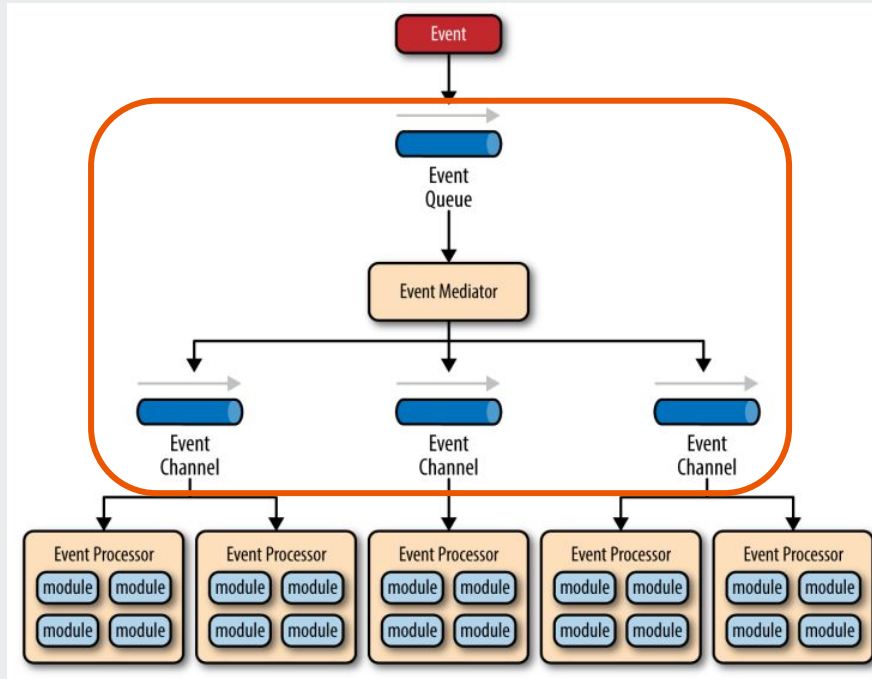 Event
Event
Queue
Event Mediator
Event
Channel
Event
Channel
Event
Channel
Event Processor
module module
module module
Event Processor
module module
module module
Event Processor
module module
module module
Event Processor
module module
module module
Event Processor
module module
module module